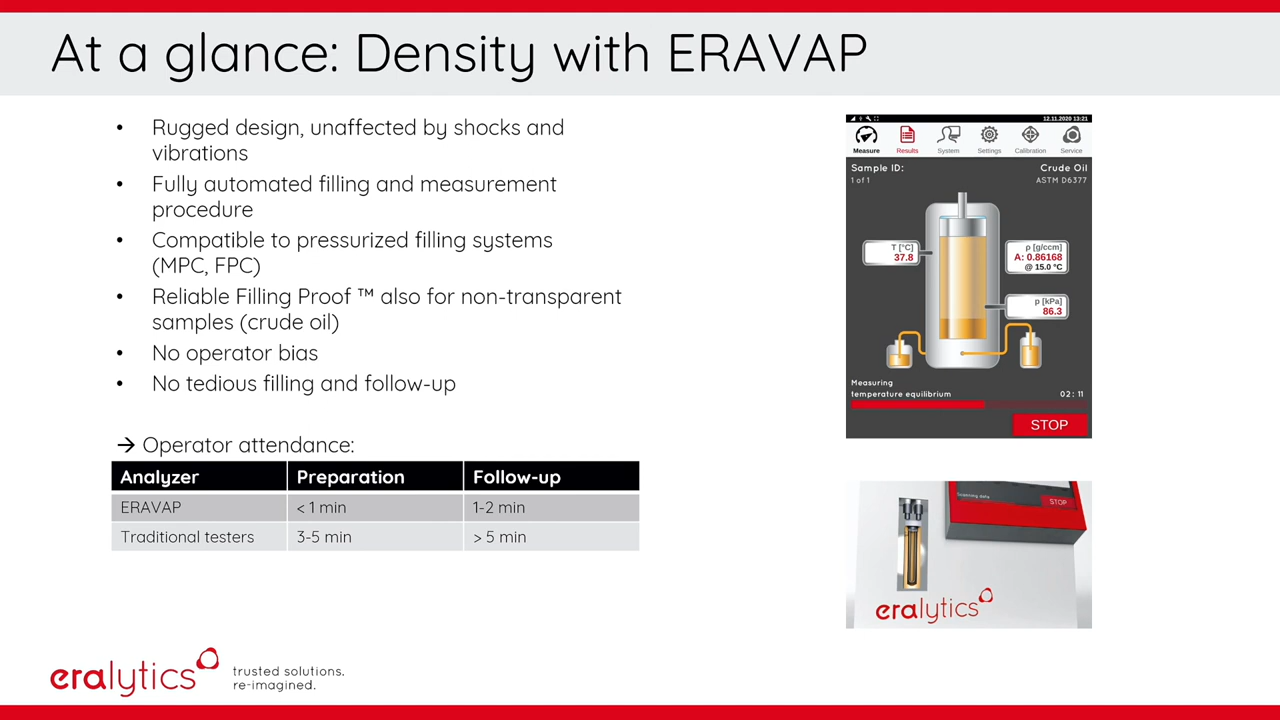 At a glance: Density with ERAVAP
• Rugged design, unaffected by shocks and
vibrations
• Fully automated filling and measurement
procedure
• Compatible to pressurized filling systems
(MPC, FPC)
• Reliable Filling Proof ™ also for non-transparent
samples (crude oil)
• No operator bias
• No tedious filling and follow-up
→ Operator attendance:
Analyzer Preparation Follow-up
ERAVAP < 1 min 1-2 min
Traditional testers 3-5 min > 5 min
12.11.2020 13:21
Measure Results System Settings Calibration Service
Sample ID: Crude Oil
1 of 1 ASTM D6377
T [°C]
37.8
ρ [g/ccm]
A: 0.86168
@ 15.0 °C
p [kPa]
86.3
Measuring
temperature equilibrium 02:11
STOP
Scanning data
STOP
eralytics
eralytics
trusted solutions.
re-imagined.